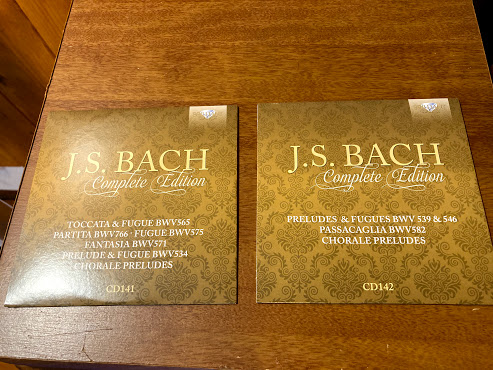 J.S. BACH
Complete Edition
TOCCATA & FUGUE BWV565
PARTITA BWV766 · FUGUE BWV575
FANTASIA BWV571
PRELUDE & FUGUE BWV534
CHORALE PRELUDES
CD141
J.S. BACH
Complete Edition
PRELUDES & FUGUES BWV 539 & 546
PASSACAGLIA BWV582
CHORALE PRELUDES
CD142